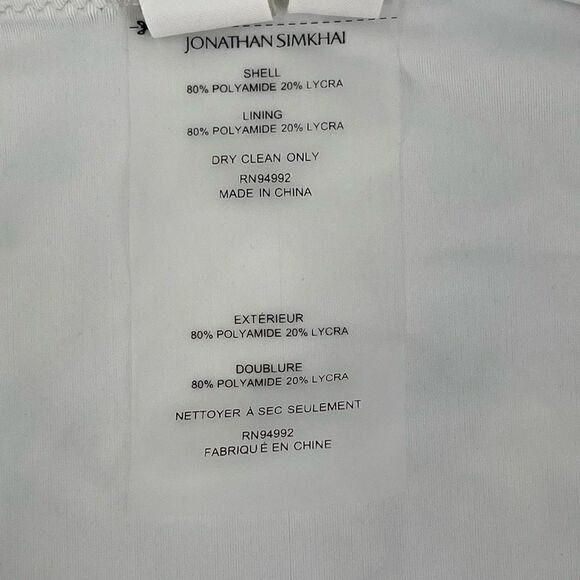 JONATHAN SIMKHAI
SHELL
80% POLYAMIDE 20% LYCRA
LINING
80% POLYAMIDE 20% LYCRA
DRY CLEAN ONLY
RN94992
MADE IN CHINA
EXTÉRIEUR
80% POLYAMIDE 20% LYCRA
DOUBLURE
80% POLYAMIDE 20% LYCRA
NETTOYER À SEC SEULEMENT
RN94992
FABRIQUÉ EN CHINE